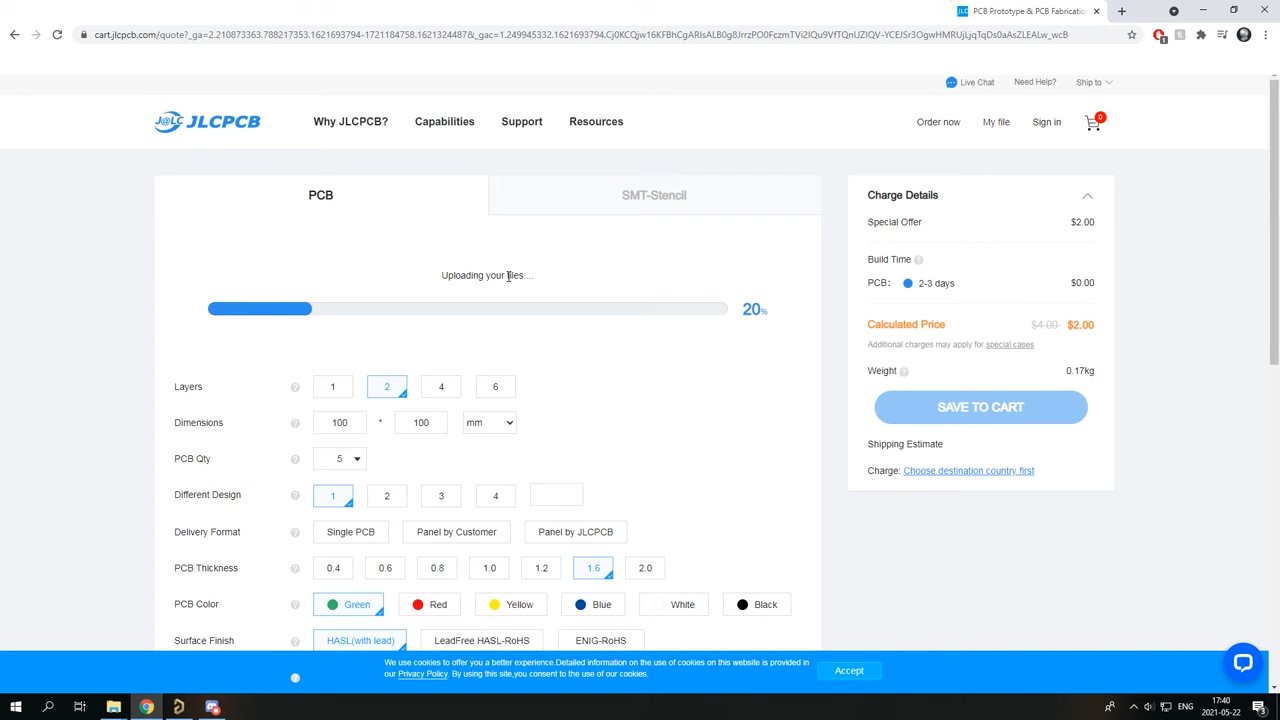 JLC PCB Prototype & PCB Fabricatio
cart.jlcpcb.com/quote?_ga=2.210873363.788217353.1621693794-1721184758.1621324487&_gac=1.249945332.1621693794.Cj0KCQjw16KFBhCgARIsALB0g8JrrzPO0FczmTVi2IQu9VfTQnUZIQV-YCEJSr3OgwHMRUjLjqTqDs0aAsZLEALw_wcB
1
Live Chat Need Help? Ship to
J@LC JLCPCB Why JLCPCB? Capabilities Support Resources Order now My file Sign in 0
PCB SMT-Stencil
Uploading your files....
20%
Layers ? 1 2 4 6
Dimensions ? 100 * 100 mm
PCB Qty ? 5
Different Design ? 1 2 3 4
Delivery Format ? Single PCB Panel by Customer Panel by JLCPCB
PCB Thickness ? 0.4 0.6 0.8 1.0 1.2 1.6 2.0
PCB Color ? Green Red Yellow Blue White Black
Surface Finish ? HASL(with lead) LeadFree HASL-RoHS ENIG-RoHS
?
Charge Details
Special Offer $2.00
Build Time ?
PCB: 2-3 days $0.00
Calculated Price $4.00 $2.00
Additional charges may apply for special cases
Weight ? 0.17kg
SAVE TO CART
Shipping Estimate
Charge: Choose destination country first
We use cookies to offer you a better experience.Detailed information on the use of cookies on this website is provided in
our Privacy Policy. By using this site,you consent to the use of our cookies.
Accept
ENG
17:40
2021-05-22
3